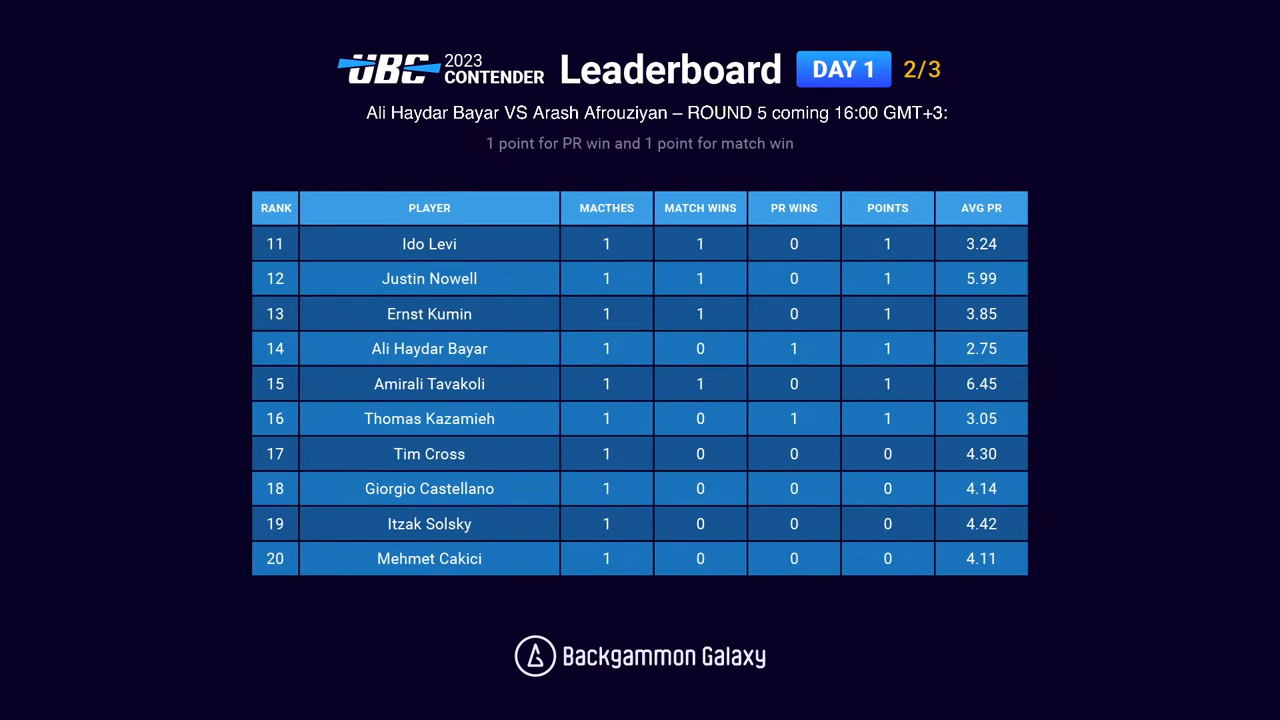 UBC 2023 CONTENDER Leaderboard DAY 1 2/3
Ali Haydar Bayar VS Arash Afrouziyan – ROUND 5 coming 16:00 GMT+3:
1 point for PR win and 1 point for match win
RANK PLAYER MACTHES MATCH WINS PR WINS POINTS AVG PR
11 Ido Levi 1 1 0 1 3.24
12 Justin Nowell 1 1 0 1 5.99
13 Ernst Kumin 1 1 0 1 3.85
14 Ali Haydar Bayar 1 0 1 1 2.75
15 Amirali Tavakoli 1 1 0 1 6.45
16 Thomas Kazamieh 1 0 1 1 3.05
17 Tim Cross 1 0 0 0 4.30
18 Giorgio Castellano 1 0 0 0 4.14
19 Itzak Solsky 1 0 0 0 4.42
20 Mehmet Cakici 1 0 0 0 4.11
Backgammon Galaxy